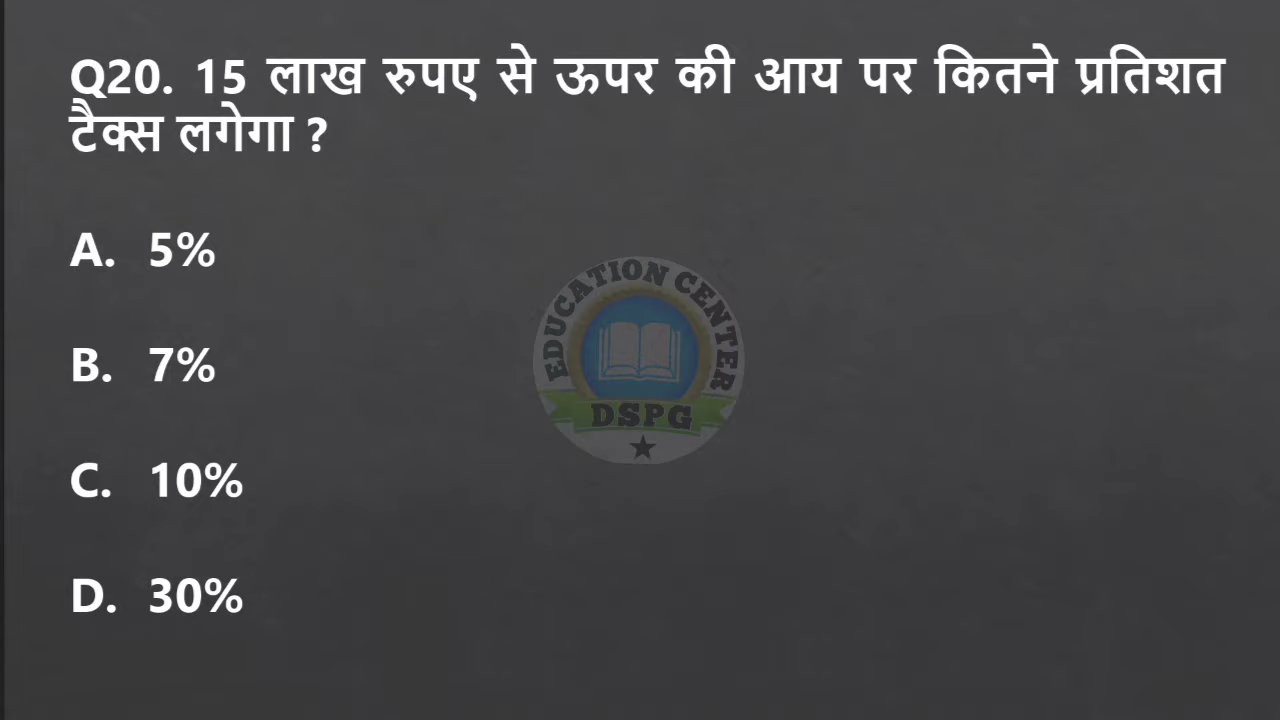 Q20. 15 लाख रुपए से ऊपर की आय पर कितने प्रतिशत
टैक्स लगेगा ?
A. 5%
B. 7%
EDUCATION CENTER
DSPG
C. 10%
D. 30%